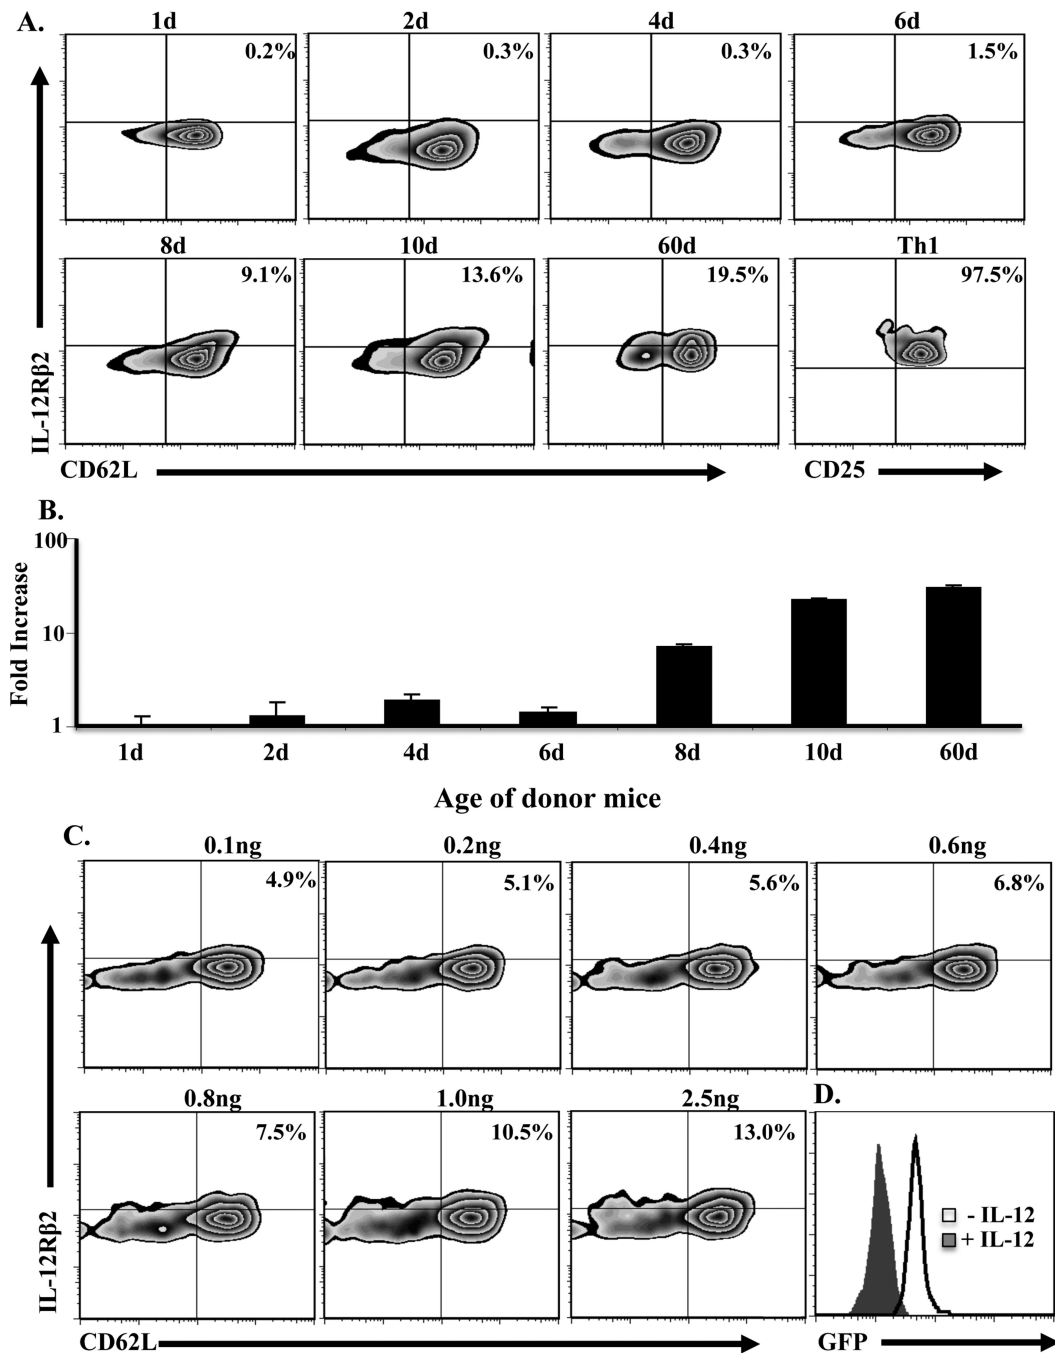 A.
1d 2d 4d 6d
0.2% 0.3% 0.3% 1.5%
8d 10d 60d Th1
9.1% 13.6% 19.5% 97.5%
IL-12Rβ2
CD62L CD25
B.
100
10
1
Fold Increase
1d 2d 4d 6d 8d 10d 60d
Age of donor mice
C.
0.1ng 0.2ng 0.4ng 0.6ng
4.9% 5.1% 5.6% 6.8%
0.8ng 1.0ng 2.5ng
7.5% 10.5% 13.0%
IL-12Rβ2
CD62L
D.
- IL-12
+ IL-12
GFP